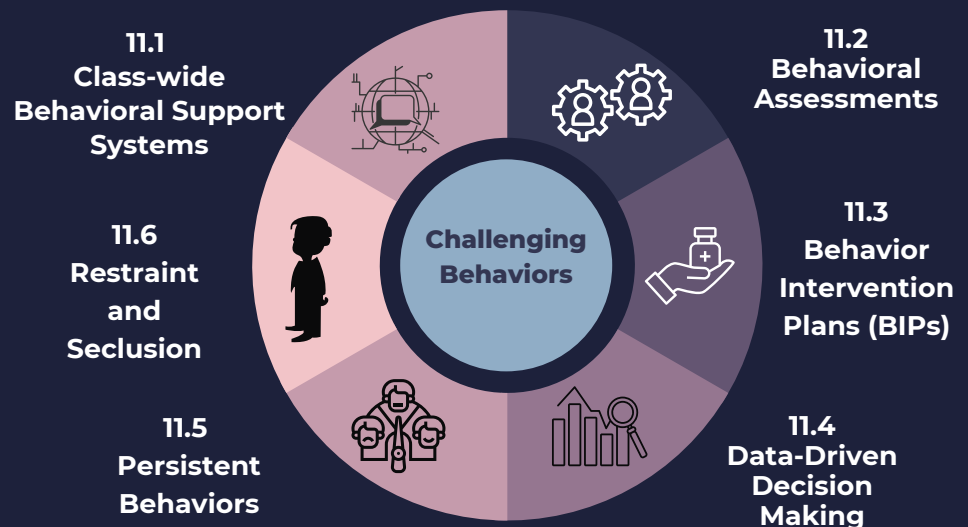 11.1
Class-wide
Behavioral Support
Systems
11.2
Behavioral
Assessments
11.3
Behavior
Intervention
Plans (BIPs)
11.4
Data-Driven
Decision
Making
11.5
Persistent
Behaviors
11.6
Restraint
and
Seclusion
Challenging
Behaviors